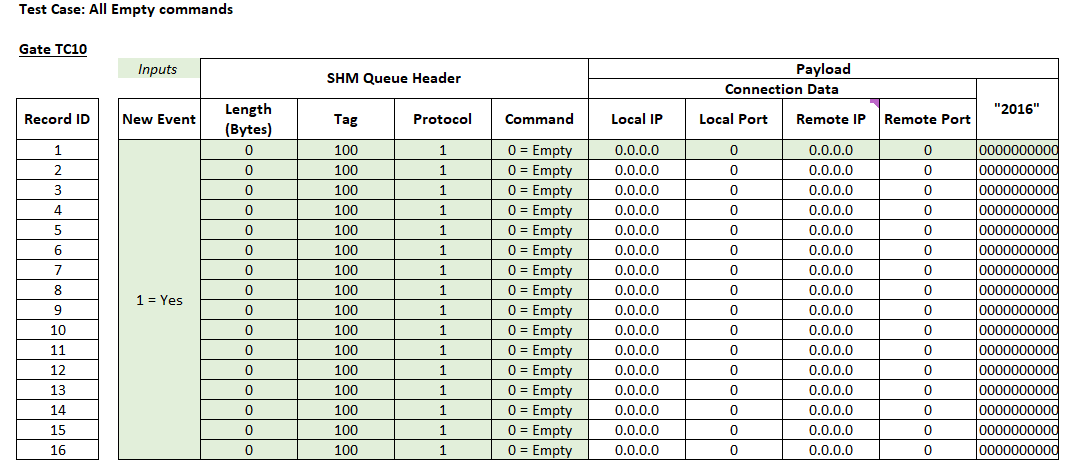 Test Case: All Empty commands
Gate TC10
Inputs SHM Queue Header Payload
Connection Data
Record ID New Event Length (Bytes) Tag Protocol Command Local IP Local Port Remote IP Remote Port "2016"
1 0 100 1 0 = Empty 0.0.0.0 0 0.0.0.0 0 0000000000
2 0 100 1 0 = Empty 0.0.0.0 0 0.0.0.0 0 0000000000
3 0 100 1 0 = Empty 0.0.0.0 0 0.0.0.0 0 0000000000
4 0 100 1 0 = Empty 0.0.0.0 0 0.0.0.0 0 0000000000
5 0 100 1 0 = Empty 0.0.0.0 0 0.0.0.0 0 0000000000
6 0 100 1 0 = Empty 0.0.0.0 0 0.0.0.0 0 0000000000
7 0 100 1 0 = Empty 0.0.0.0 0 0.0.0.0 0 0000000000
8 0 100 1 0 = Empty 0.0.0.0 0 0.0.0.0 0 0000000000
1 = Yes
9 0 100 1 0 = Empty 0.0.0.0 0 0.0.0.0 0 0000000000
10 0 100 1 0 = Empty 0.0.0.0 0 0.0.0.0 0 0000000000
11 0 100 1 0 = Empty 0.0.0.0 0 0.0.0.0 0 0000000000
12 0 100 1 0 = Empty 0.0.0.0 0 0.0.0.0 0 0000000000
13 0 100 1 0 = Empty 0.0.0.0 0 0.0.0.0 0 0000000000
14 0 100 1 0 = Empty 0.0.0.0 0 0.0.0.0 0 0000000000
15 0 100 1 0 = Empty 0.0.0.0 0 0.0.0.0 0 0000000000
16 0 100 1 0 = Empty 0.0.0.0 0 0.0.0.0 0 0000000000